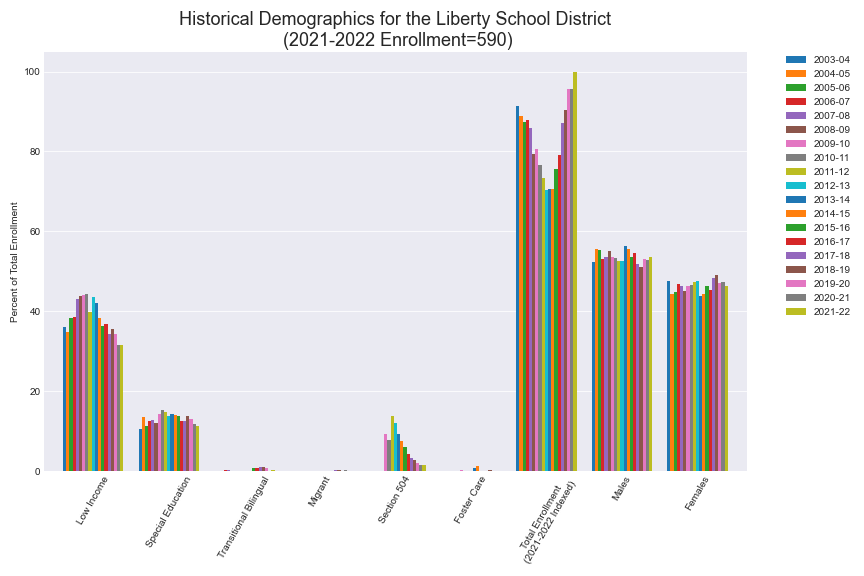 Historical Demographics for the Liberty School District
(2021-2022 Enrollment=590)
Percent of Total Enrollment
100
80
60
40
20
0
Low Income
Special Education
Transitional Bilingual
Migrant
Section 504
Foster Care
Total Enrollment
(2021-2022 Indexed)
Males
Females
2003-04
2004-05
2005-06
2006-07
2007-08
2008-09
2009-10
2010-11
2011-12
2012-13
2013-14
2014-15
2015-16
2016-17
2017-18
2018-19
2019-20
2020-21
2021-22